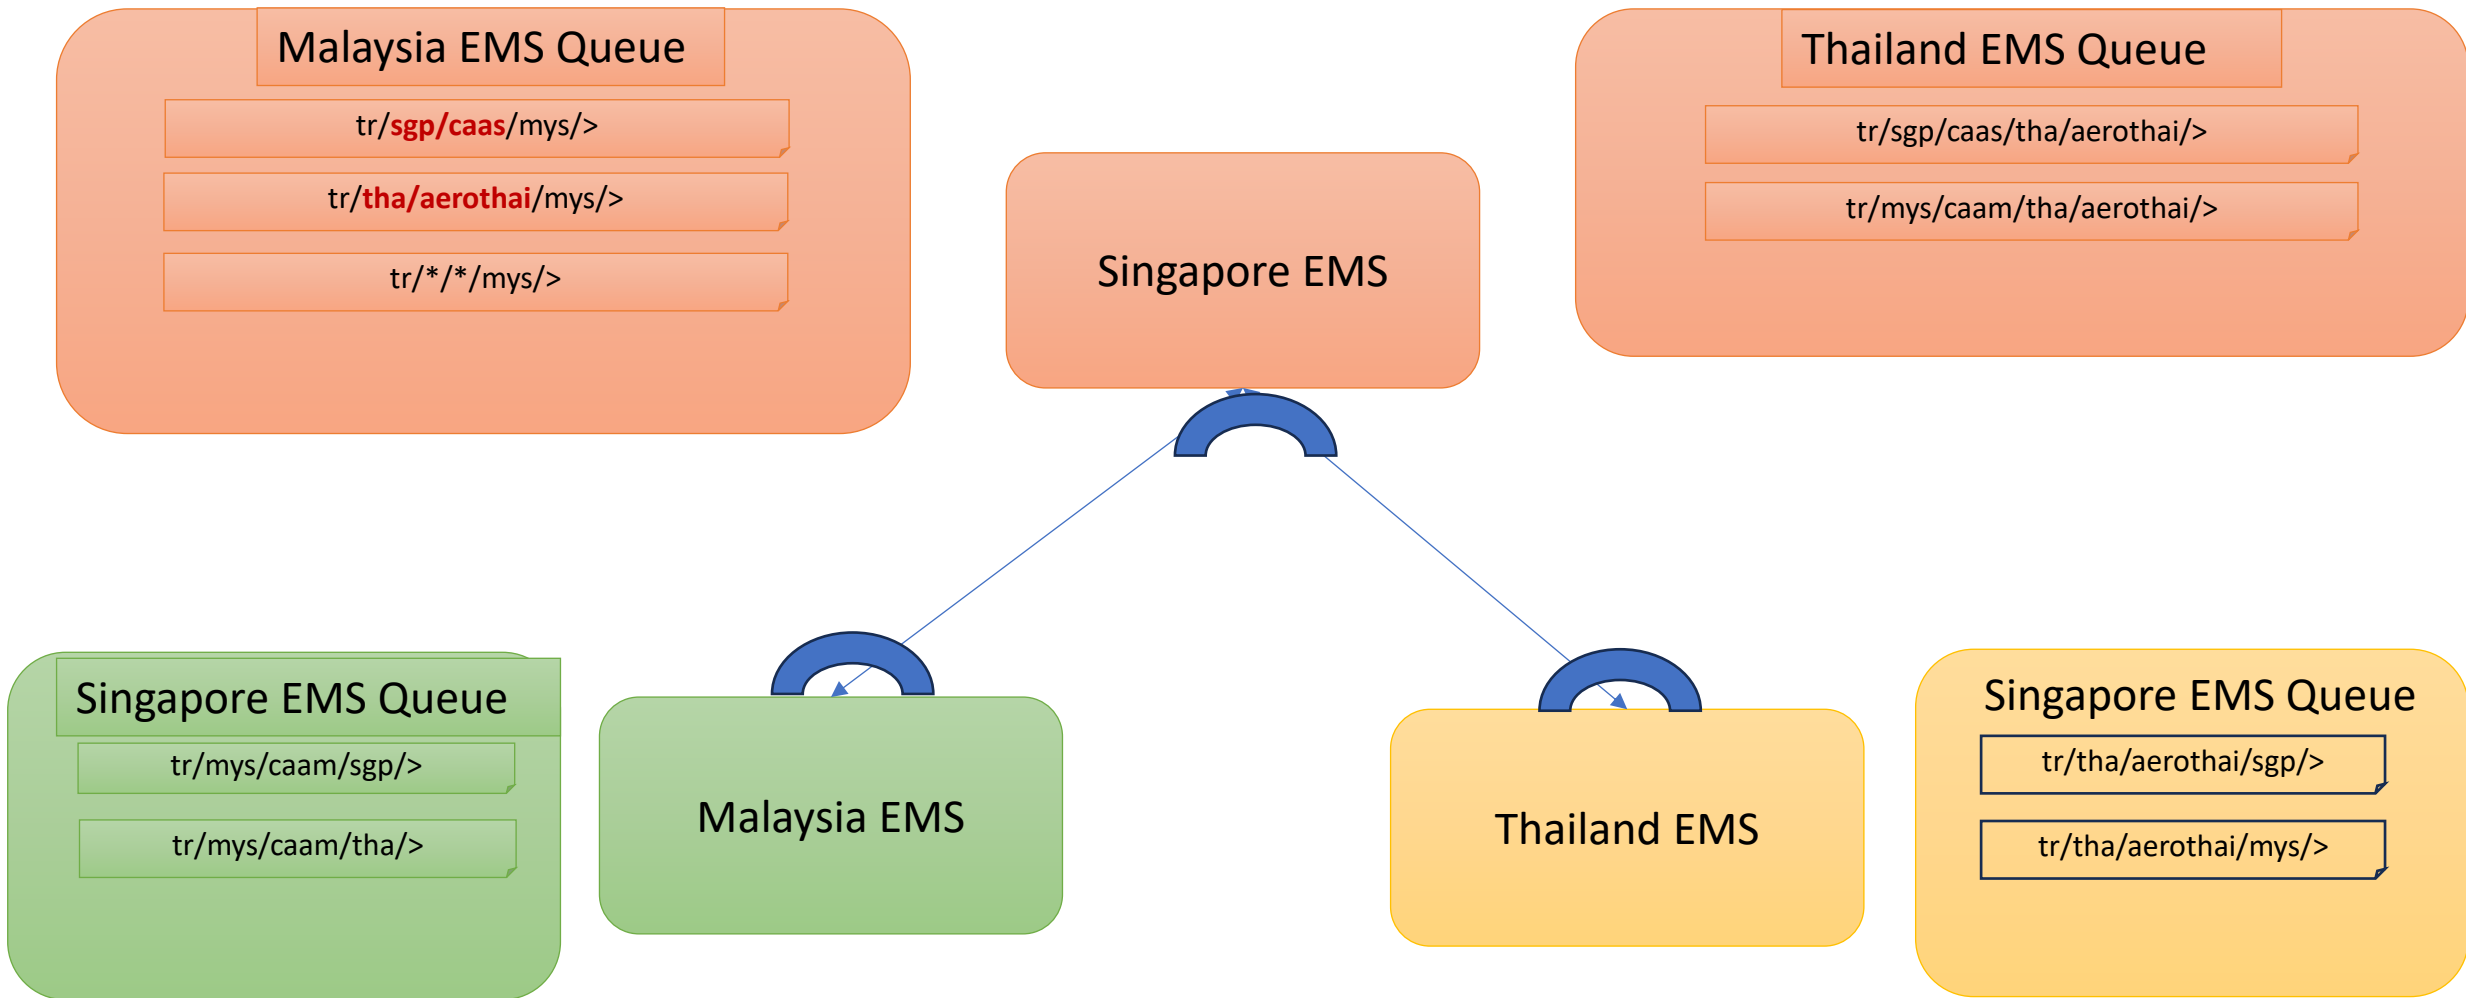 Malaysia EMS Queue
tr/sgp/caas/mys/>
tr/tha/aerothai/mys/>
tr/*/*/mys/>
Singapore EMS
Thailand EMS Queue
tr/sgp/caas/tha/aerothai/>
tr/mys/caam/tha/aerothai/>
Singapore EMS Queue
tr/mys/caam/sgp/>
tr/mys/caam/tha/>
Malaysia EMS
Thailand EMS
Singapore EMS Queue
tr/tha/aerothai/sgp/>
tr/tha/aerothai/mys/>